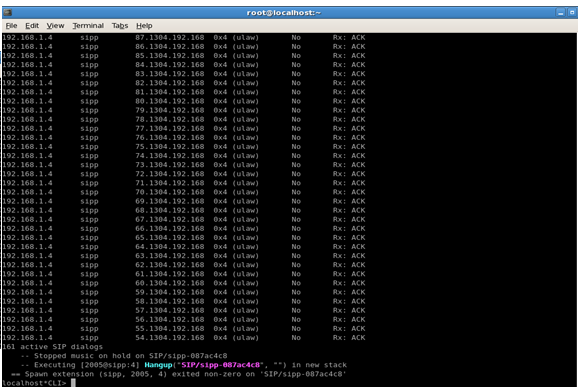 root@localhost:~
File Edit View Terminal Tabs Help
192.168.1.4 sipp 87.1304.192.168 0x4 (ulaw) No Rx: ACK
192.168.1.4 sipp 86.1304.192.168 0x4 (ulaw) No Rx: ACK
192.168.1.4 sipp 85.1304.192.168 0x4 (ulaw) No Rx: ACK
192.168.1.4 sipp 84.1304.192.168 0x4 (ulaw) No Rx: ACK
192.168.1.4 sipp 83.1304.192.168 0x4 (ulaw) No Rx: ACK
192.168.1.4 sipp 82.1304.192.168 0x4 (ulaw) No Rx: ACK
192.168.1.4 sipp 81.1304.192.168 0x4 (ulaw) No Rx: ACK
192.168.1.4 sipp 80.1304.192.168 0x4 (ulaw) No Rx: ACK
192.168.1.4 sipp 79.1304.192.168 0x4 (ulaw) No Rx: ACK
192.168.1.4 sipp 78.1304.192.168 0x4 (ulaw) No Rx: ACK
192.168.1.4 sipp 77.1304.192.168 0x4 (ulaw) No Rx: ACK
192.168.1.4 sipp 76.1304.192.168 0x4 (ulaw) No Rx: ACK
192.168.1.4 sipp 75.1304.192.168 0x4 (ulaw) No Rx: ACK
192.168.1.4 sipp 74.1304.192.168 0x4 (ulaw) No Rx: ACK
192.168.1.4 sipp 73.1304.192.168 0x4 (ulaw) No Rx: ACK
192.168.1.4 sipp 72.1304.192.168 0x4 (ulaw) No Rx: ACK
192.168.1.4 sipp 71.1304.192.168 0x4 (ulaw) No Rx: ACK
192.168.1.4 sipp 70.1304.192.168 0x4 (ulaw) No Rx: ACK
192.168.1.4 sipp 69.1304.192.168 0x4 (ulaw) No Rx: ACK
192.168.1.4 sipp 68.1304.192.168 0x4 (ulaw) No Rx: ACK
192.168.1.4 sipp 67.1304.192.168 0x4 (ulaw) No Rx: ACK
192.168.1.4 sipp 66.1304.192.168 0x4 (ulaw) No Rx: ACK
192.168.1.4 sipp 65.1304.192.168 0x4 (ulaw) No Rx: ACK
192.168.1.4 sipp 64.1304.192.168 0x4 (ulaw) No Rx: ACK
192.168.1.4 sipp 63.1304.192.168 0x4 (ulaw) No Rx: ACK
192.168.1.4 sipp 62.1304.192.168 0x4 (ulaw) No Rx: ACK
192.168.1.4 sipp 61.1304.192.168 0x4 (ulaw) No Rx: ACK
192.168.1.4 sipp 60.1304.192.168 0x4 (ulaw) No Rx: ACK
192.168.1.4 sipp 59.1304.192.168 0x4 (ulaw) No Rx: ACK
192.168.1.4 sipp 58.1304.192.168 0x4 (ulaw) No Rx: ACK
192.168.1.4 sipp 57.1304.192.168 0x4 (ulaw) No Rx: ACK
192.168.1.4 sipp 56.1304.192.168 0x4 (ulaw) No Rx: ACK
192.168.1.4 sipp 55.1304.192.168 0x4 (ulaw) No Rx: ACK
192.168.1.4 sipp 54.1304.192.168 0x4 (ulaw) No Rx: ACK
161 active SIP dialogs
-- Stopped music on hold on SIP/sipp-087ac4c8
-- Executing [2005@sipp:4] Hangup("SIP/sipp-087ac4c8", "") in new stack
== Spawn extension (sipp, 2005, 4) exited non-zero on 'SIP/sipp-087ac4c8'
localhost*CLI>